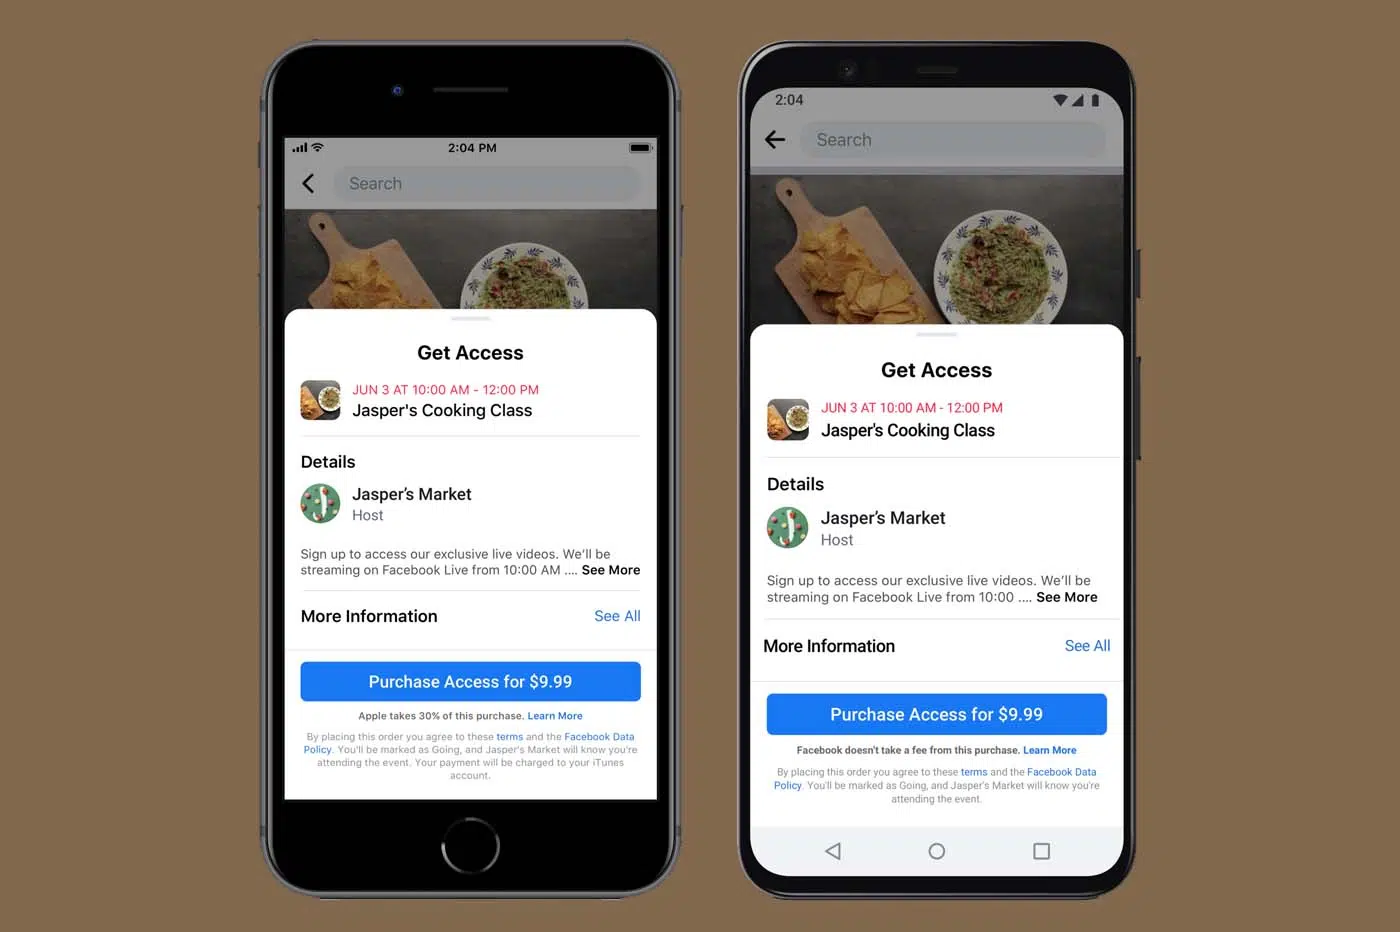 2:04 PM
Search
Get Access
JUN 3 AT 10:00 AM - 12:00 PM
Jasper's Cooking Class
Details
Jasper’s Market
Host
Sign up to access our exclusive live videos. We’ll be
streaming on Facebook Live from 10:00 AM .... See More
More Information
See All
Purchase Access for $9.99
Apple takes 30% of this purchase. Learn More
By placing this order you agree to these terms and the Facebook Data
Policy. You'll be marked as Going, and Jasper's Market will know you're
attending the event. Your payment will be charged to your iTunes
account.
2:04
Search
Get Access
JUN 3 AT 10:00 AM - 12:00 PM
Jasper's Cooking Class
Details
Jasper’s Market
Host
Sign up to access our exclusive live videos. We’ll be
streaming on Facebook Live from 10:00 .... See More
More Information
See All
Purchase Access for $9.99
Facebook doesn't take a fee from this purchase. Learn More
By placing this order you agree to these terms and the Facebook Data
Policy. You'll be marked as Going, and Jasper's Market will know you're
attending the event.